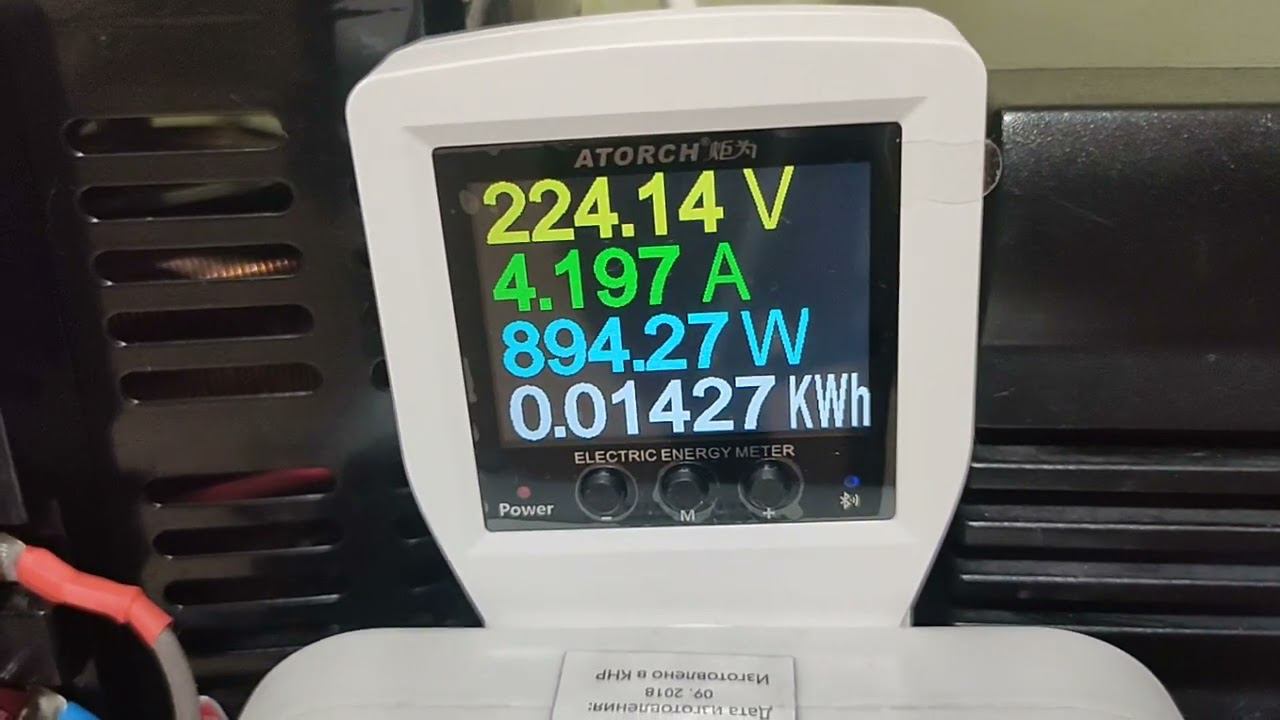 ATORCH® 炬为
224.14 V
4.197 A
894.27 W
0.01427 KWh
ELECTRIC ENERGY METER
Power
- M +
Дата изготовления:
09. 2018
Изготовлено в КНР